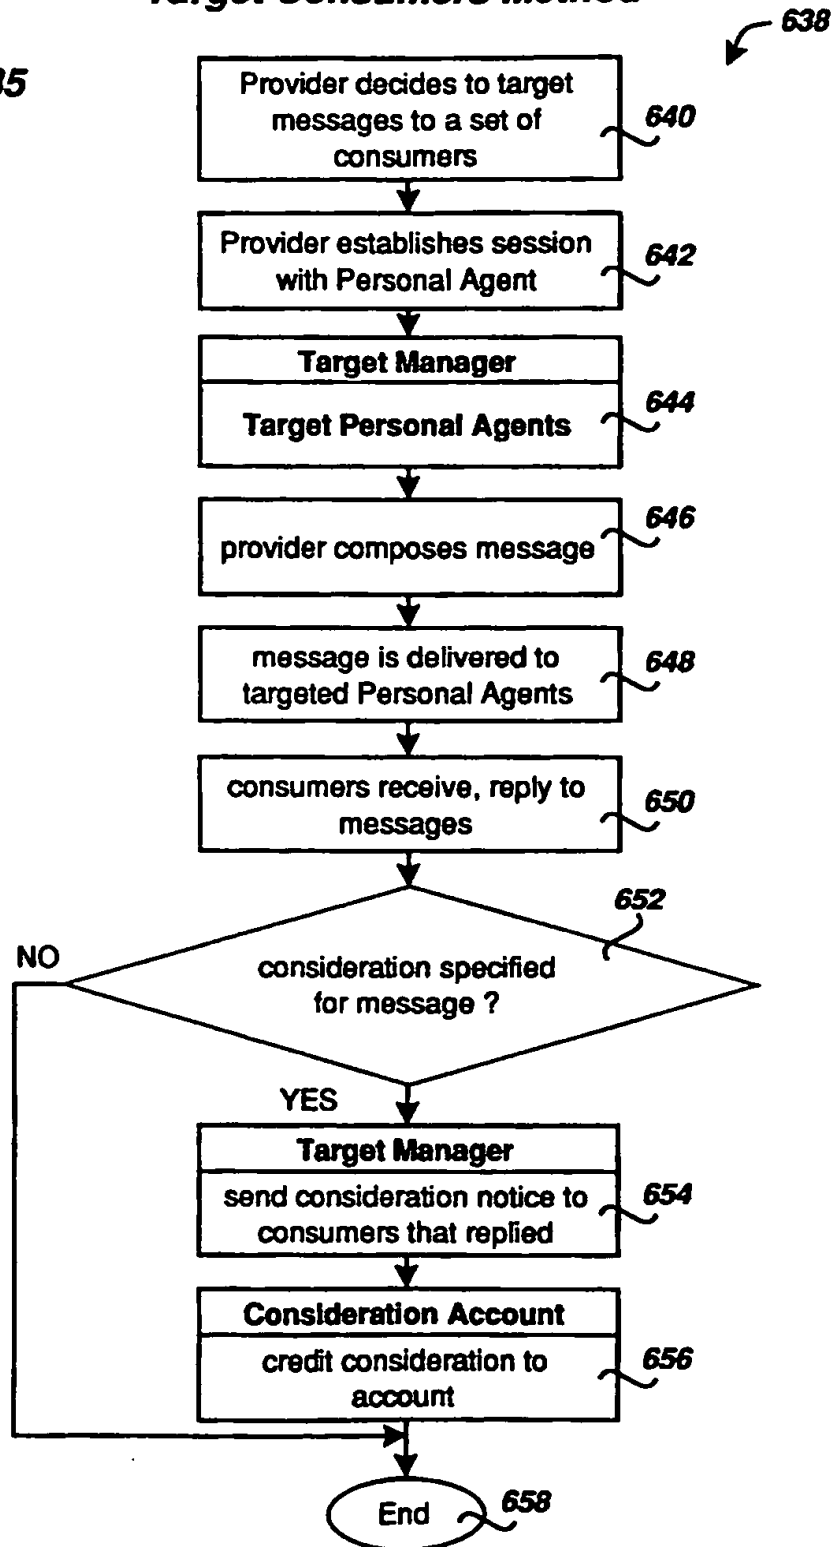 638
Provider decides to target
messages to a set of
consumers
640
Provider establishes session
with Personal Agent
642
Target Manager
Target Personal Agents
644
provider composes message
646
message is delivered to
targeted Personal Agents
648
consumers receive, reply to
messages
650
652
consideration specified
for message ?
NO
YES
Target Manager
send consideration notice to
consumers that replied
654
Consideration Account
credit consideration to
account
656
End
658